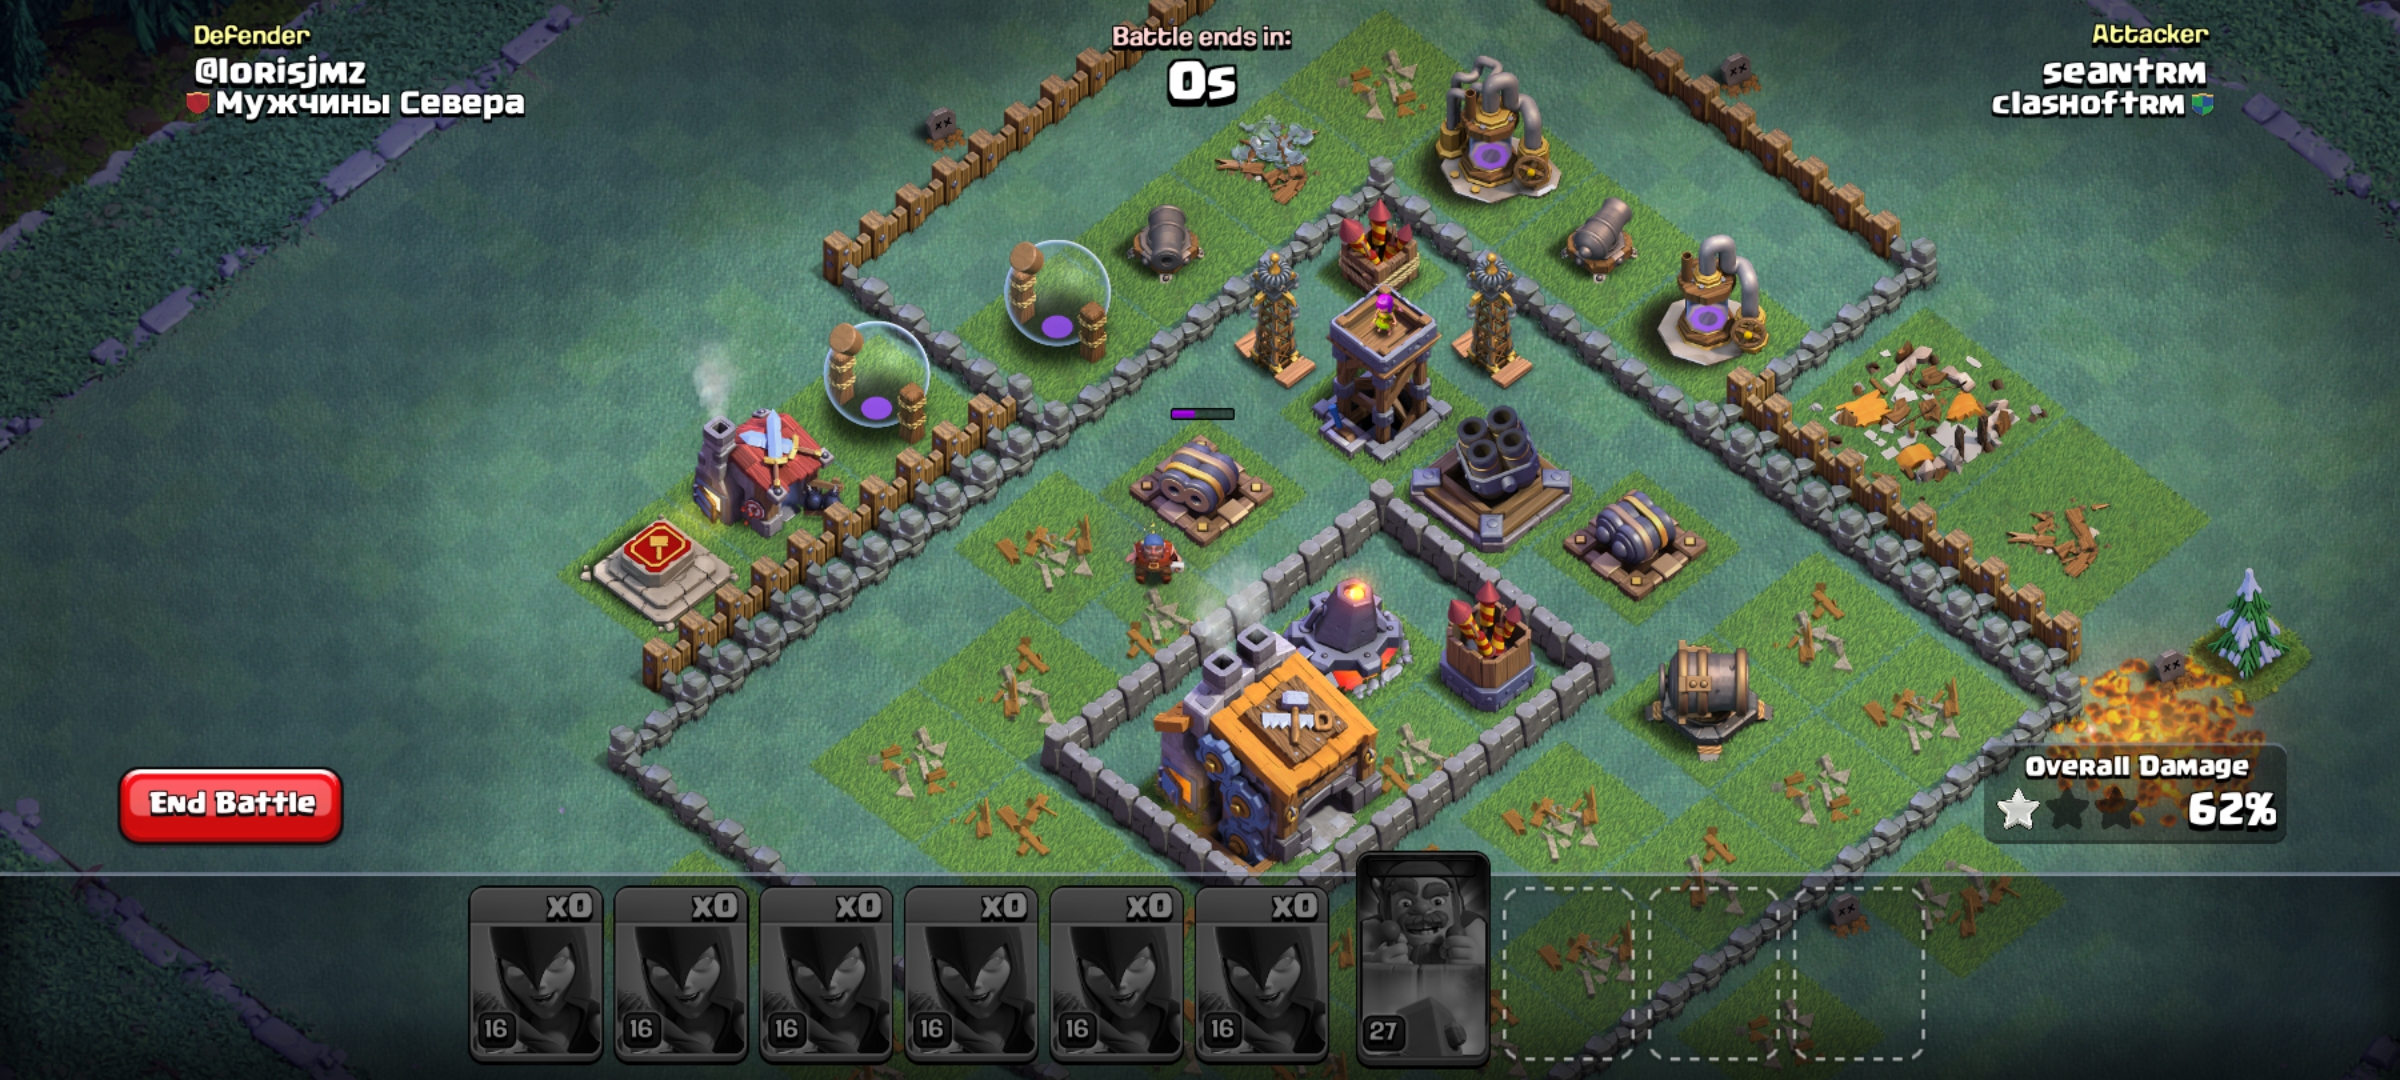 Defender
@lorisjmz
Мужчины Севера
Battle ends in:
0s
Attacker
seantrm
clashoftrm
End Battle
Overall Damage
62%
x0 x0 x0 x0 x0 x0
16 16 16 16 16 16 27